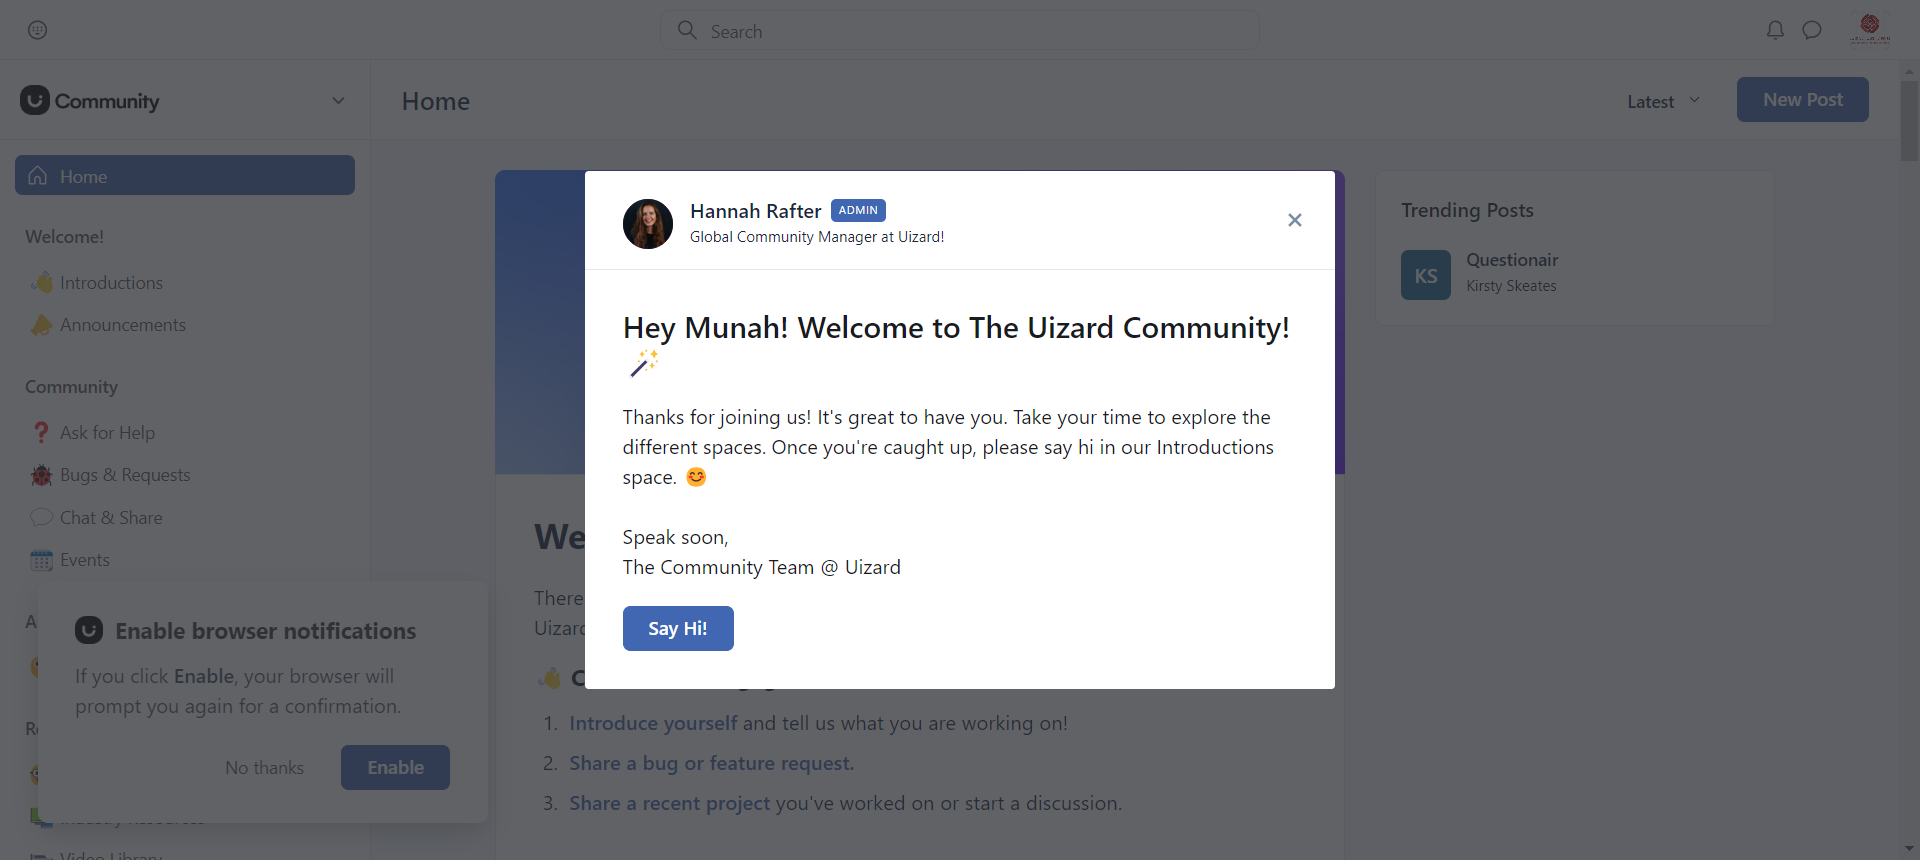 Search
Community
Home
Latest
New Post
Home
Welcome!
Introductions
Announcements
Community
Ask for Help
Bugs & Requests
Chat & Share
Events
Enable browser notifications
If you click Enable, your browser will
prompt you again for a confirmation.
No thanks
Enable
Video Library
Hannah Rafter
ADMIN
Global Community Manager at Uizard!
Hey Munah! Welcome to The Uizard Community!
Thanks for joining us! It's great to have you. Take your time to explore the
different spaces. Once you're caught up, please say hi in our Introductions
space.
Speak soon,
The Community Team @ Uizard
Say Hi!
We
There
1. Introduce yourself and tell us what you are working on!
2. Share a bug or feature request.
3. Share a recent project you've worked on or start a discussion.
Trending Posts
KS
Questionair
Kirsty Skeates